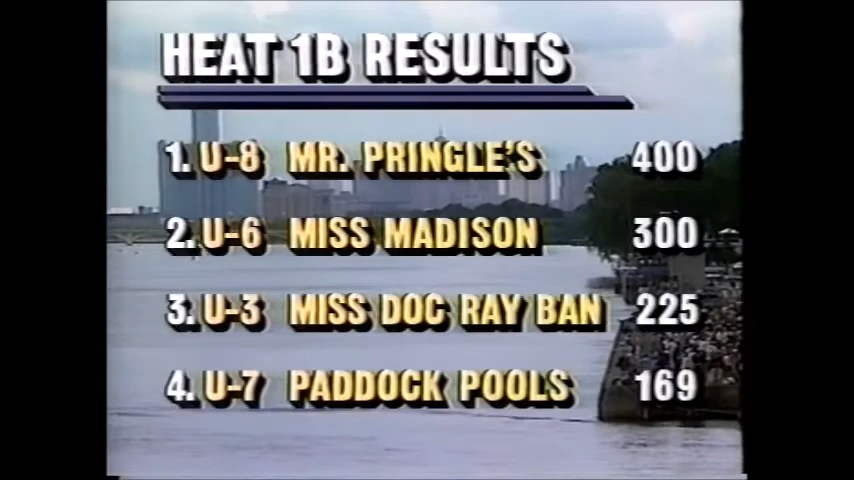 HEAT 1B RESULTS
1. U-8 MR. PRINGLE'S 400
2. U-6 MISS MADISON 300
3. U-3 MISS DOC RAY BAN 225
4. U-7 PADDOCK POOLS 169